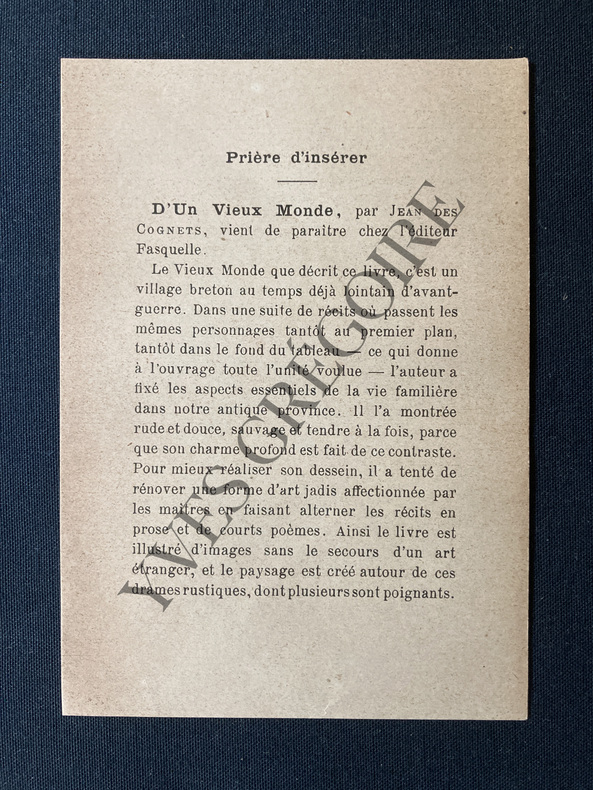 Prière d'insérer
D'Un Vieux Monde, par Jean des
Cognets, vient de paraître chez l'éditeur
Fasquelle.
Le Vieux Monde que décrit ce livre, c'est un
village breton au temps déjà lointain d'avant-
guerre. Dans une suite de récits où passent les
mêmes personnages tantôt au premier plan,
tantôt dans le fond du tableau — ce qui donne
à l'ouvrage toute l'unité voulue — l'auteur a
fixé les aspects essentiels de la vie familière
dans notre antique province. Il l'a montrée
rude et douce, sauvage et tendre à la fois, parce
que son charme profond est fait de ce contraste.
Pour mieux réaliser son dessein, il a tenté de
rénover une forme d'art jadis affectionnée par
les maîtres en faisant alterner les récits en
prose et de courts poèmes. Ainsi le livre est
illustré d'images sans le secours d'un art
étranger, et le paysage est créé autour de ces
drames rustiques, dont plusieurs sont poignants.
YVES GRÉGOIRE